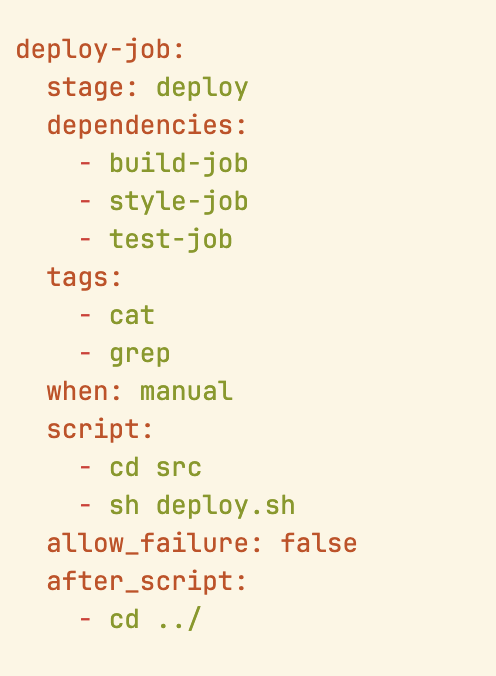 deploy-job:
  stage: deploy
  dependencies:
    - build-job
    - style-job
    - test-job
  tags:
    - cat
    - grep
  when: manual
  script:
    - cd src
    - sh deploy.sh
  allow_failure: false
  after_script:
    - cd ../